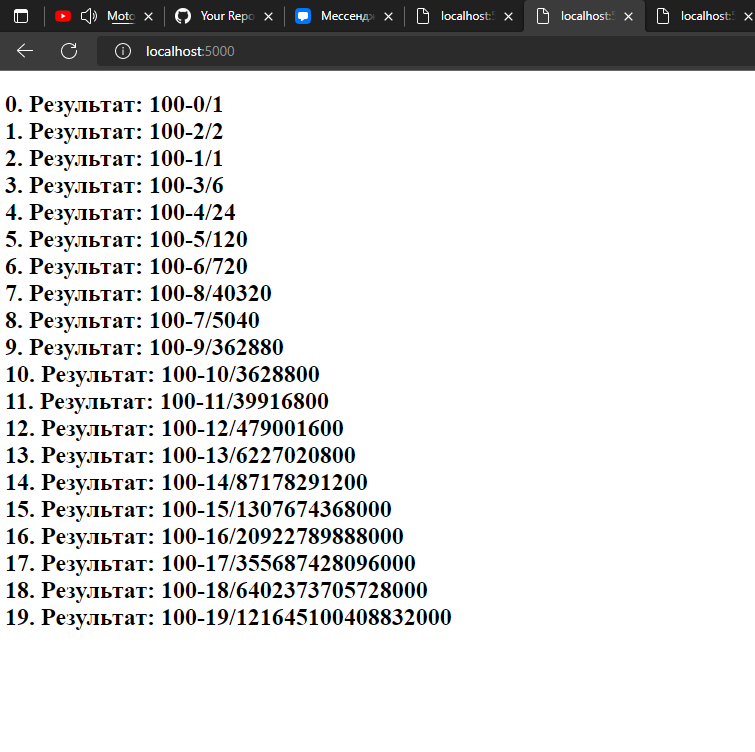 Moto
Your Repo
Мессендж
localhost:5
localhost:5
localhost:5
localhost:5000
0. Результат: 100-0/1
1. Результат: 100-2/2
2. Результат: 100-1/1
3. Результат: 100-3/6
4. Результат: 100-4/24
5. Результат: 100-5/120
6. Результат: 100-6/720
7. Результат: 100-8/40320
8. Результат: 100-7/5040
9. Результат: 100-9/362880
10. Результат: 100-10/3628800
11. Результат: 100-11/39916800
12. Результат: 100-12/479001600
13. Результат: 100-13/6227020800
14. Результат: 100-14/87178291200
15. Результат: 100-15/1307674368000
16. Результат: 100-16/20922789888000
17. Результат: 100-17/355687428096000
18. Результат: 100-18/6402373705728000
19. Результат: 100-19/121645100408832000